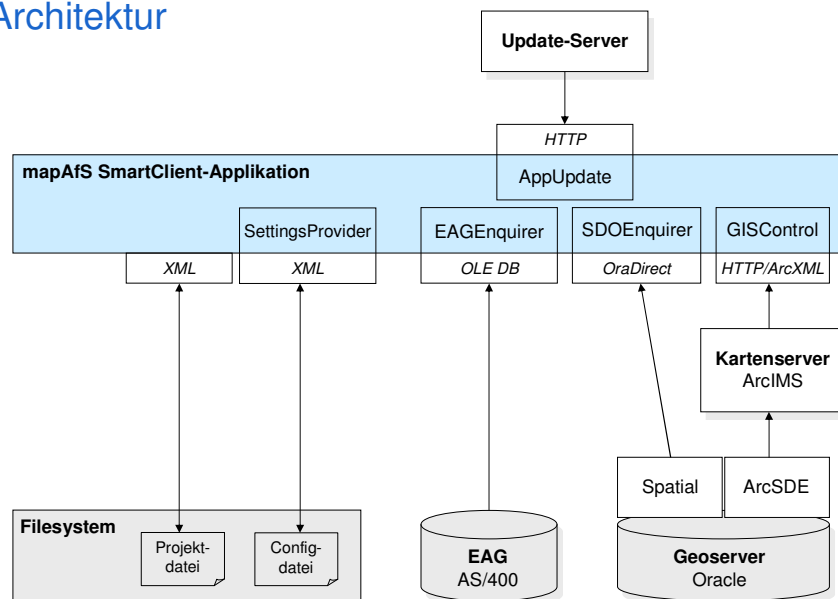 Architektur
Update-Server
HTTP
mapAfS SmartClient-Applikation
AppUpdate
SettingsProvider
EAGEnquirer
SDOEnquirer
GISControl
XML
XML
OLE DB
OraDirect
HTTP/ArcXML
Kartenserver
ArcIMS
Spatial
ArcSDE
Filesystem
Projekt-
datei
Config-
datei
EAG
AS/400
Geoserver
Oracle